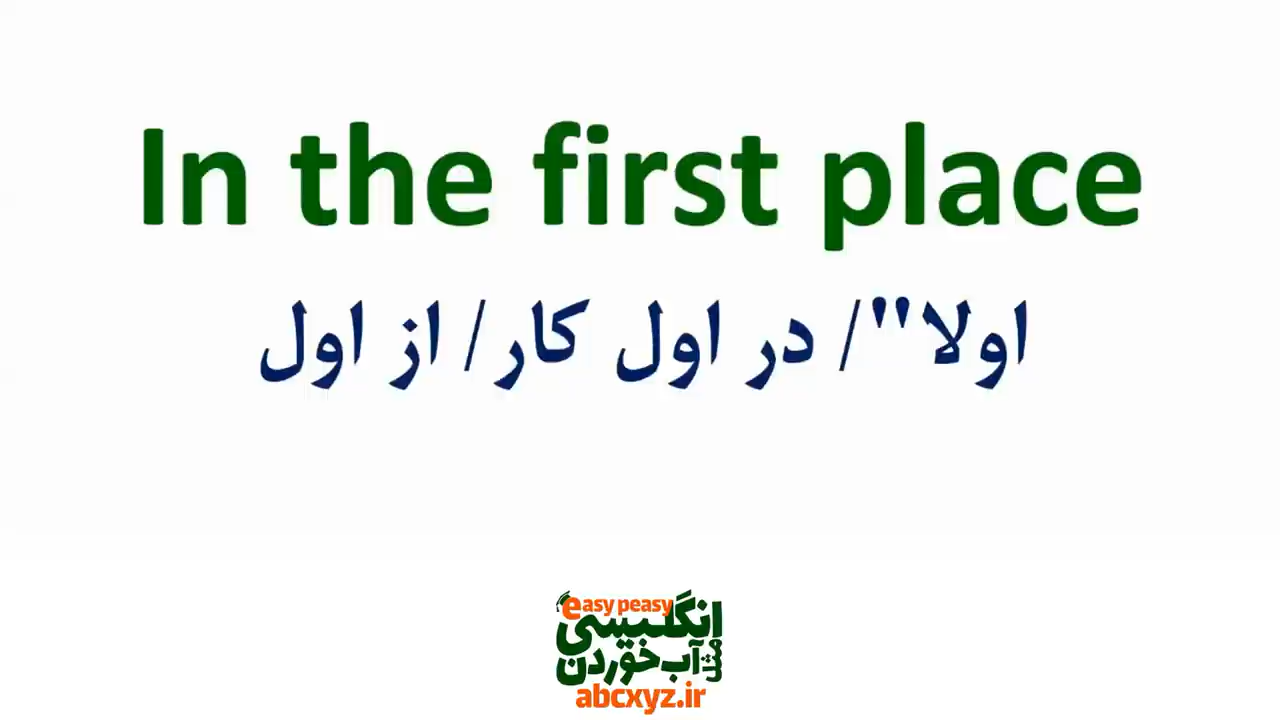 In the first place
اولا"/ در اول کار/ از اول
easy peasy
انگلیسی
مثل آب خوردن
abcxyz.ir